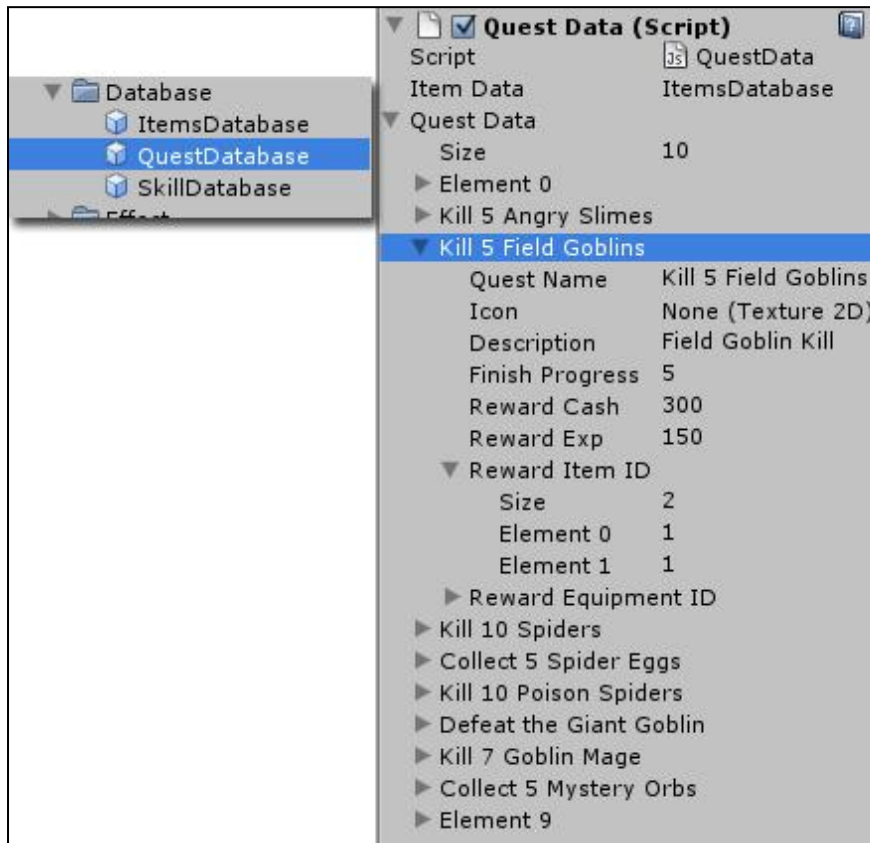 Database
ItemsDatabase
QuestDatabase
SkillDatabase
Effect
Quest Data (Script)
Script Js QuestData
Item Data ItemsDatabase
Quest Data
Size 10
Element 0
Kill 5 Angry Slimes
Kill 5 Field Goblins
Quest Name Kill 5 Field Goblins
Icon None (Texture 2D)
Description Field Goblin Kill
Finish Progress 5
Reward Cash 300
Reward Exp 150
Reward Item ID
Size 2
Element 0 1
Element 1 1
Reward Equipment ID
Kill 10 Spiders
Collect 5 Spider Eggs
Kill 10 Poison Spiders
Defeat the Giant Goblin
Kill 7 Goblin Mage
Collect 5 Mystery Orbs
Element 9